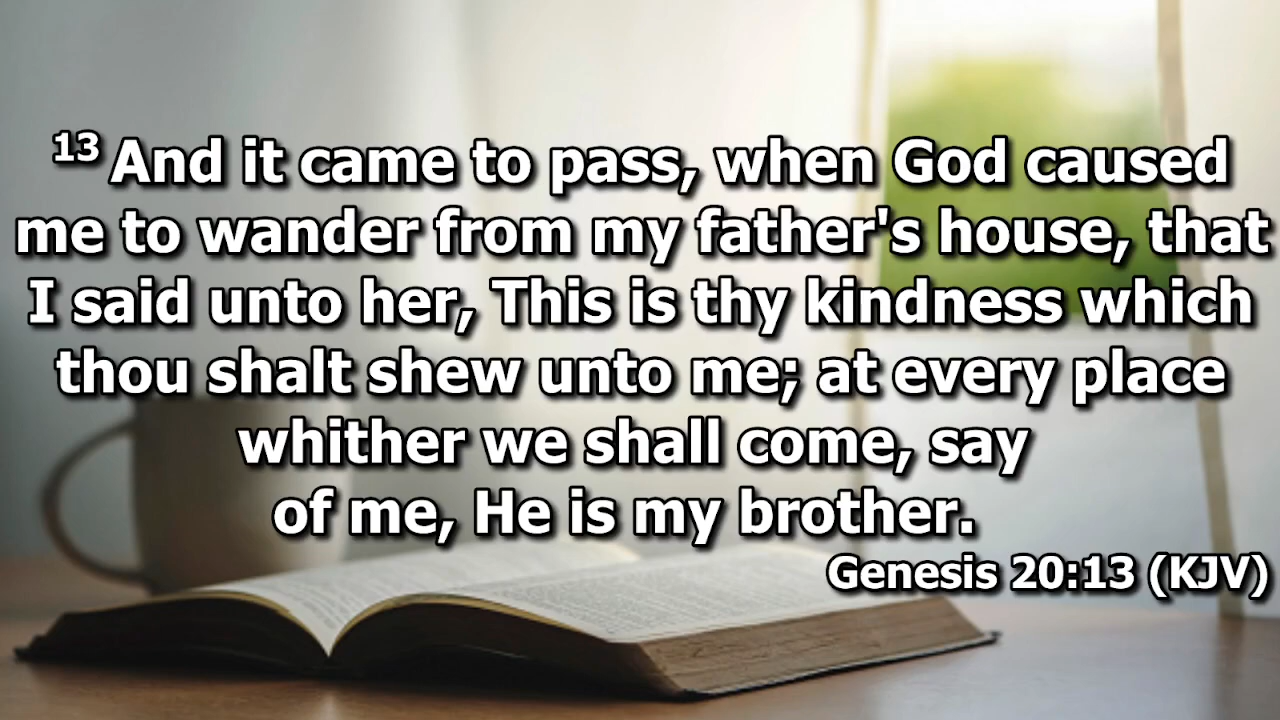 13 And it came to pass, when God caused
me to wander from my father's house, that
I said unto her, This is thy kindness which
thou shalt shew unto me; at every place
whither we shall come, say
of me, He is my brother.
Genesis 20:13 (KJV)